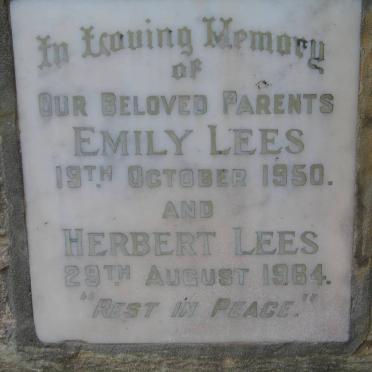 In Loving Memory
of
OUR BELOVED PARENTS
EMILY LEES
19TH OCTOBER 1950.
AND
HERBERT LEES
29TH AUGUST 1964.
"REST IN PEACE."